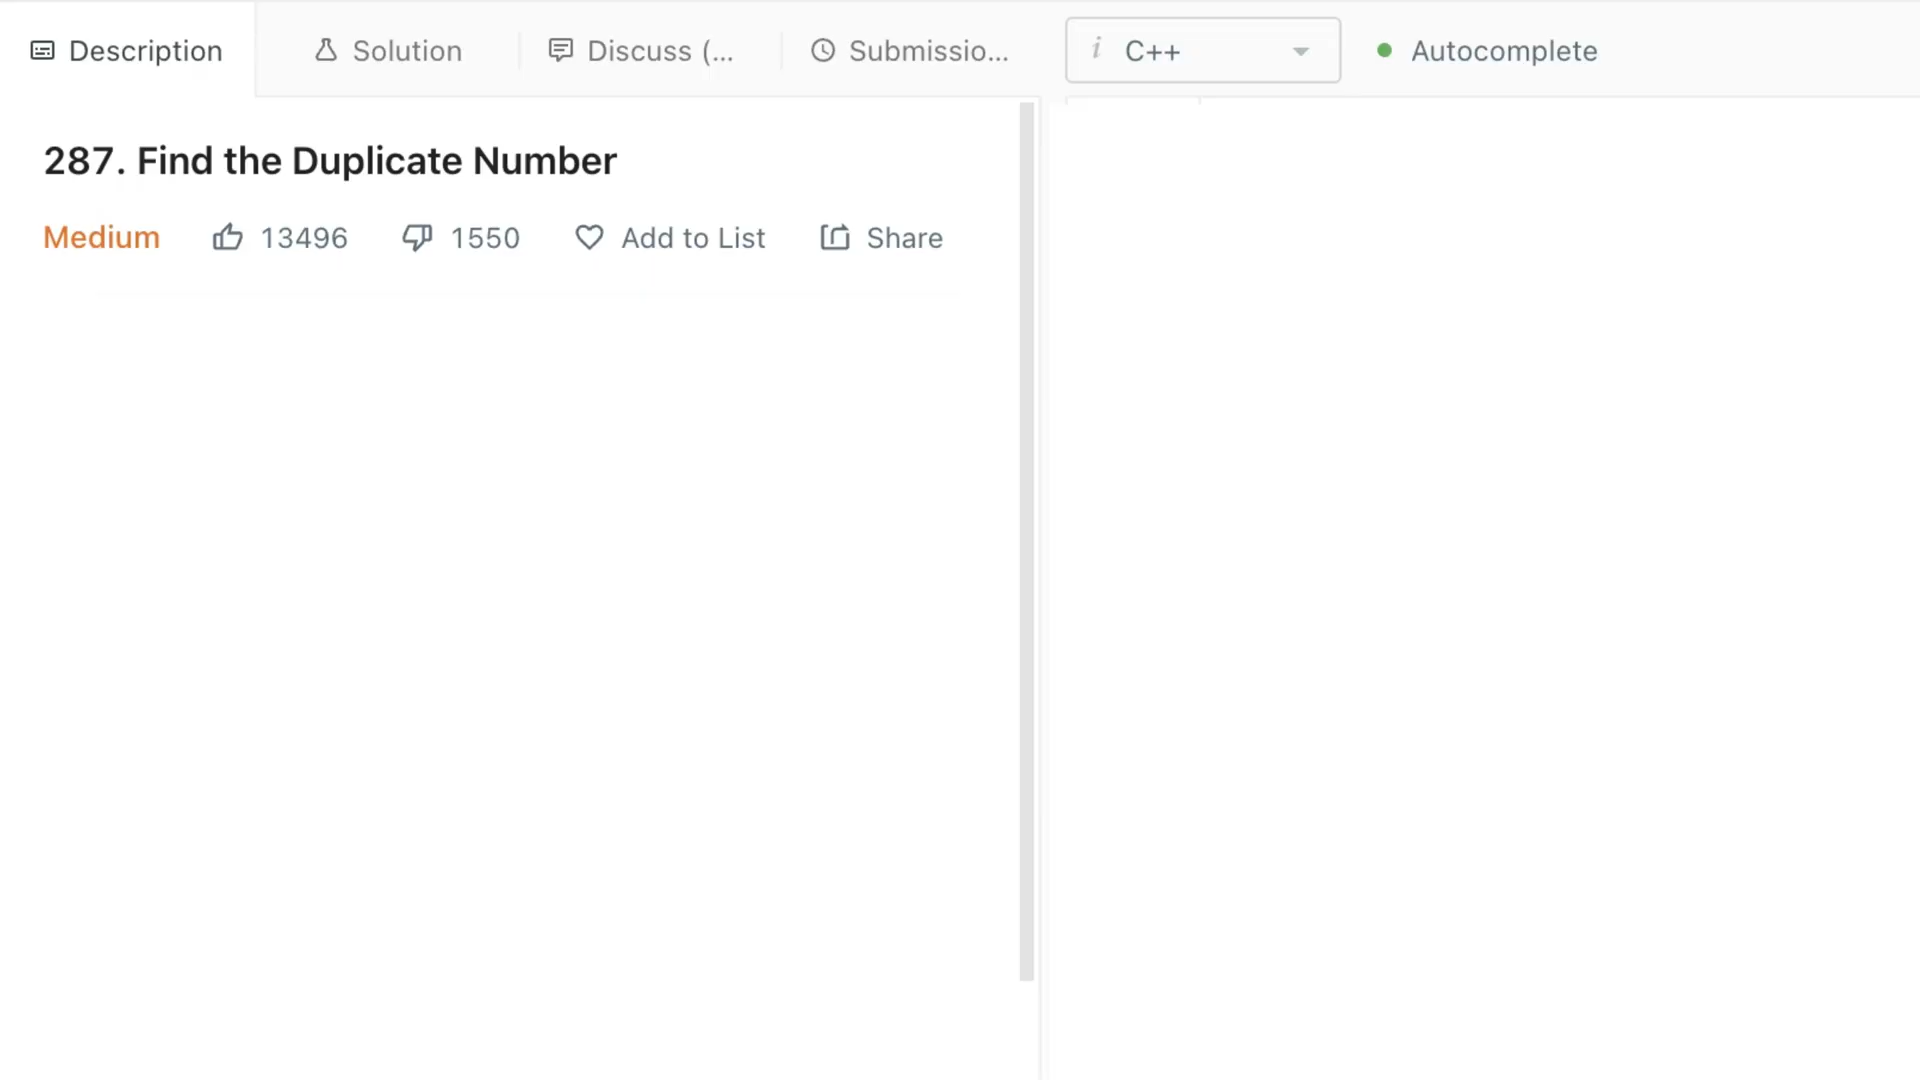 Description Solution Discuss (... Submissio... i C++ Autocomplete
287. Find the Duplicate Number
Medium 13496 1550 Add to List Share